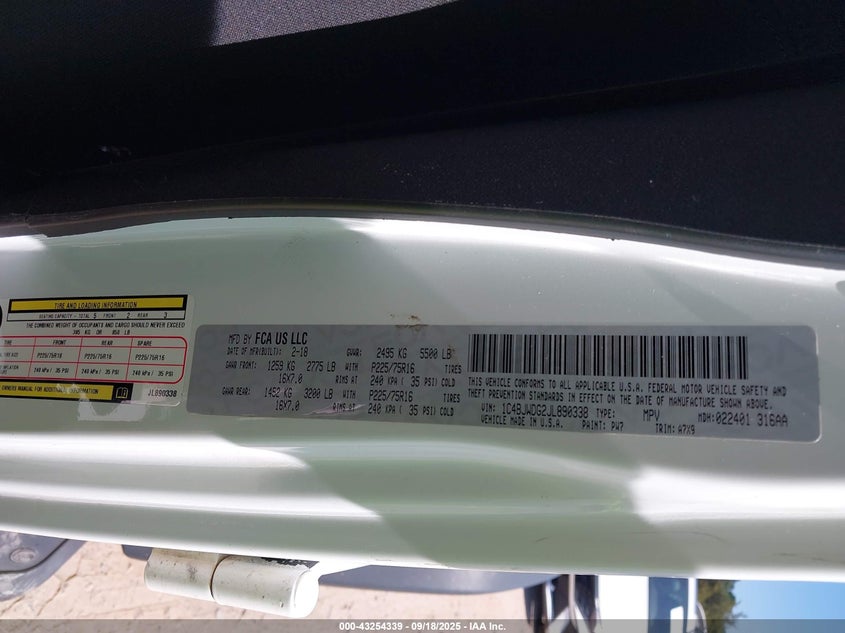 TIRE AND LOADING INFORMATION
SEATING CAPACITY - TOTAL 5 FRONT 2 REAR 3
THE COMBINED WEIGHT OF OCCUPANTS AND CARGO SHOULD NEVER EXCEED
385 KG OR 850 LB
TIRE FRONT REAR SPARE
P225/75R16 P225/75R16 P225/75R16
240 kPa / 35 PSI 240 kPa / 35 PSI 240 kPa / 35 PSI
OWNERS MANUAL FOR ADDITIONAL
JL890338
MFD BY FCA US LLC
DATE OF MFR(BUILT): 2-18 GVWR: 2495 KG 5500 LB
GAWR FRONT: 1259 KG 2775 LB WITH P225/75R16 TIRES
16X7.0 RIMS AT 240 KPA ( 35 PSI) COLD
GAWR REAR: 1452 KG 3200 LB WITH P225/75R16 TIRES
16X7.0 RIMS AT 240 KPA ( 35 PSI) COLD
THIS VEHICLE CONFORMS TO ALL APPLICABLE U.S.A. FEDERAL MOTOR VEHICLE SAFETY AND
THEFT PREVENTION STANDARDS IN EFFECT ON THE DATE OF MANUFACTURE SHOWN ABOVE.
VIN: 1C4BJWDG2JL890338 TYPE: MPV MDH: 022401 316AA
VEHICLE MADE IN U.S.A. PAINT: PW7 TRIM: A7X9
000-43254339 - 09/18/2025 - IAA Inc.